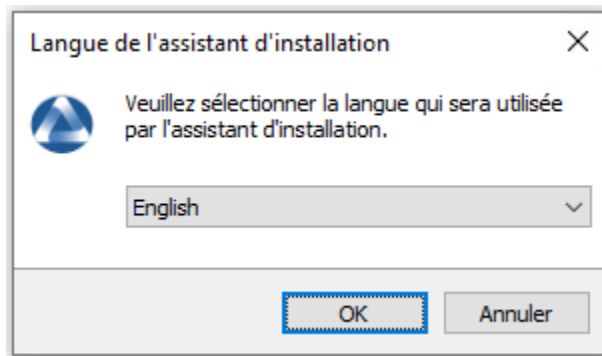 Langue de l'assistant d'installation
Veuillez sélectionner la langue qui sera utilisée
par l'assistant d'installation.
English
OK
Annuler